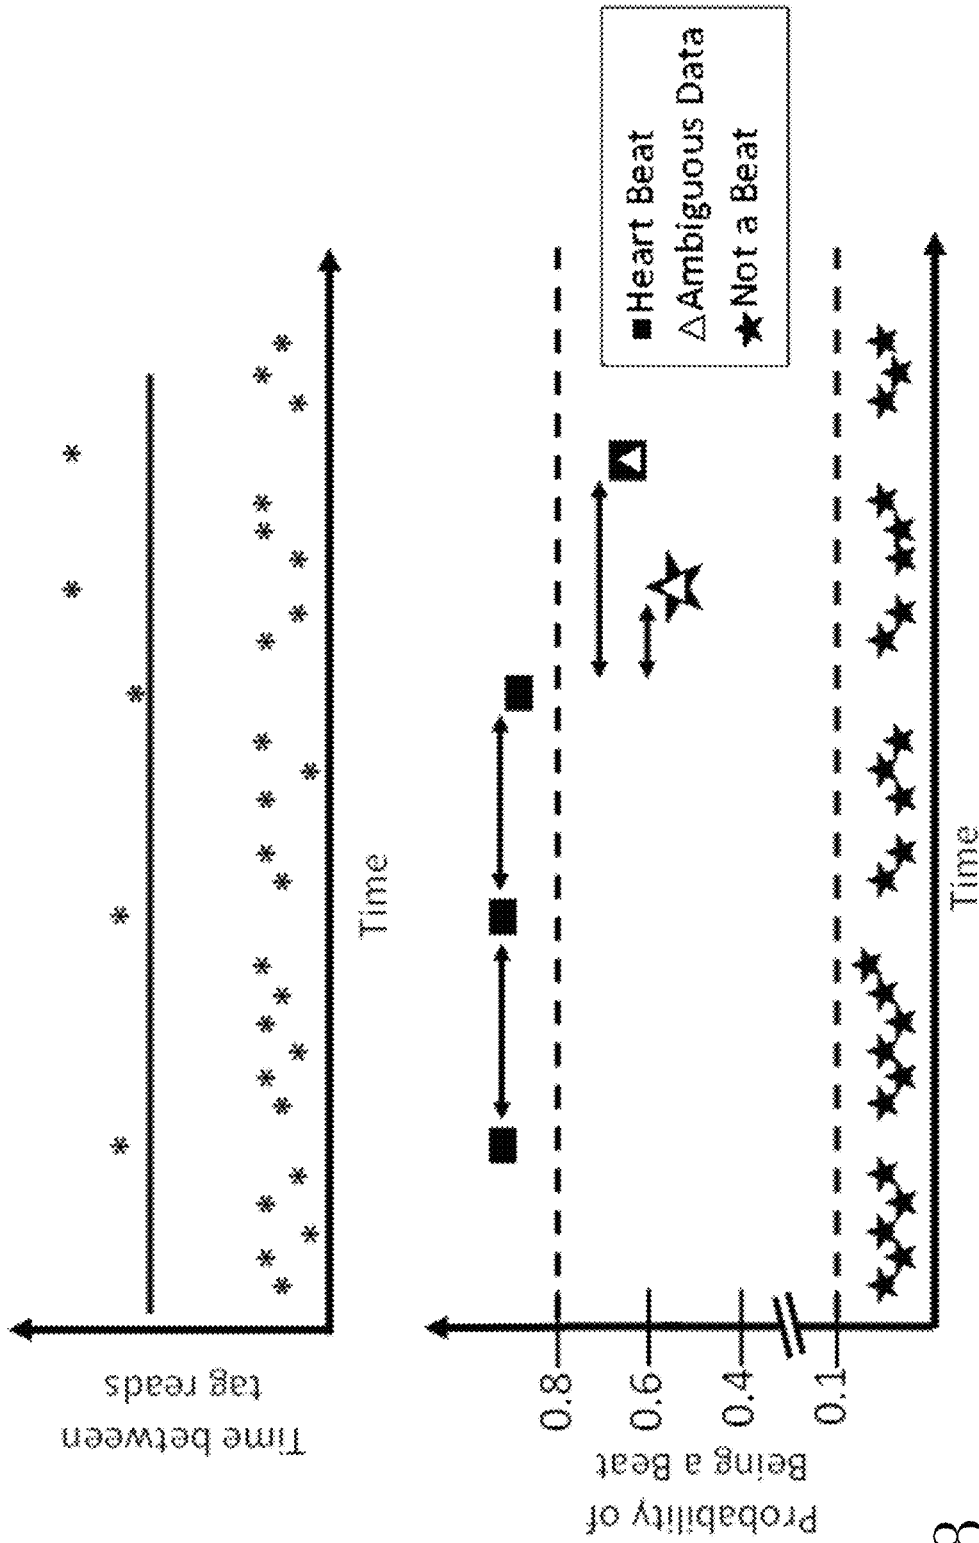 Time between
tag reads
Time
Probability of
Being a Beat
0.8
0.6
0.4
0.1
Heart Beat
Ambiguous Data
Not a Beat
Time
3